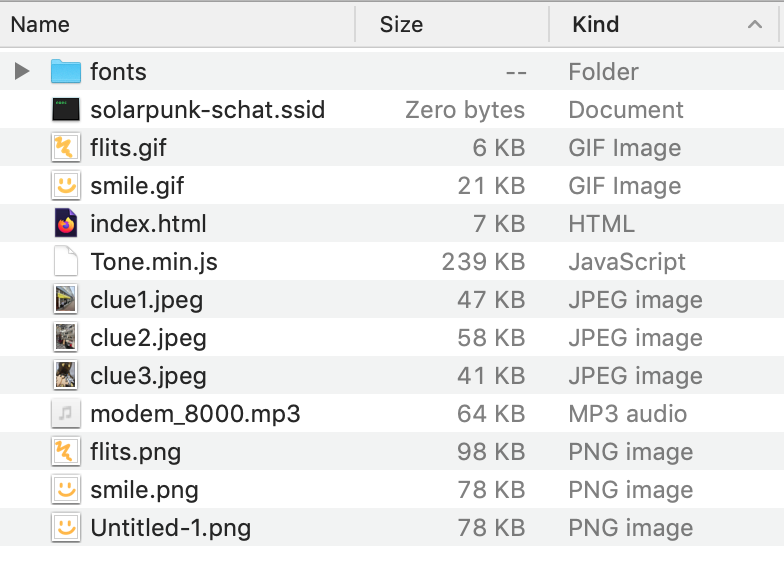 Name Size Kind
fonts -- Folder
solarpunk-schat.ssid Zero bytes Document
flits.gif 6 KB GIF Image
smile.gif 21 KB GIF Image
index.html 7 KB HTML
Tone.min.js 239 KB JavaScript
clue1.jpeg 47 KB JPEG image
clue2.jpeg 58 KB JPEG image
clue3.jpeg 41 KB JPEG image
modem_8000.mp3 64 KB MP3 audio
flits.png 98 KB PNG image
smile.png 78 KB PNG image
Untitled-1.png 78 KB PNG image